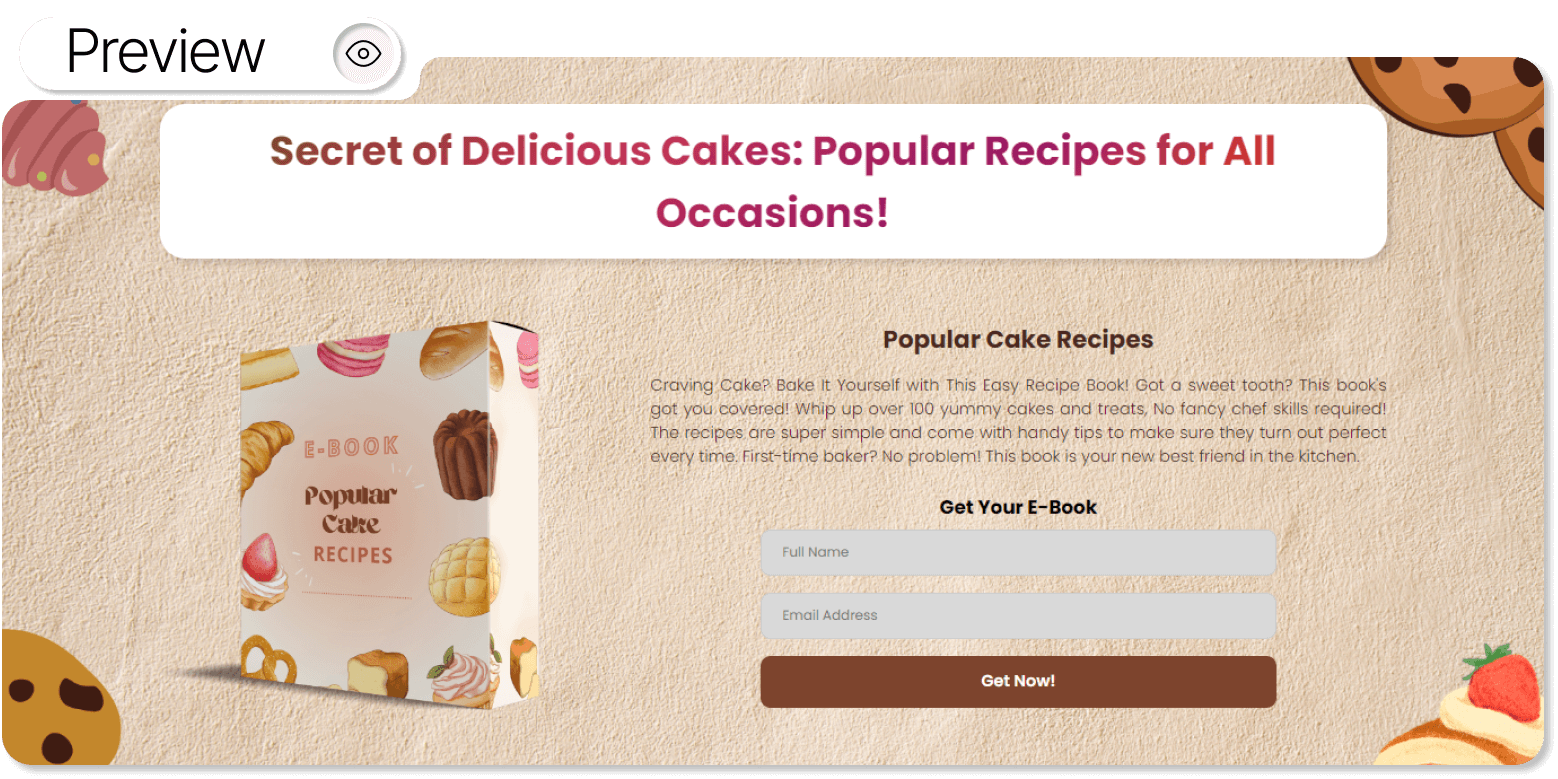 Preview
Secret of Delicious Cakes: Popular Recipes for All
Occasions!
E-BOOK
Popular
Cake
RECIPES
Popular Cake Recipes
Craving Cake? Bake It Yourself with This Easy Recipe Book! Got a sweet tooth? This book's
got you covered! Whip up over 100 yummy cakes and treats, No fancy chef skills required!
The recipes are super simple and come with handy tips to make sure they turn out perfect
every time. First-time baker? No problem! This book is your new best friend in the kitchen.
Get Your E-Book
Full Name
Email Address
Get Now!